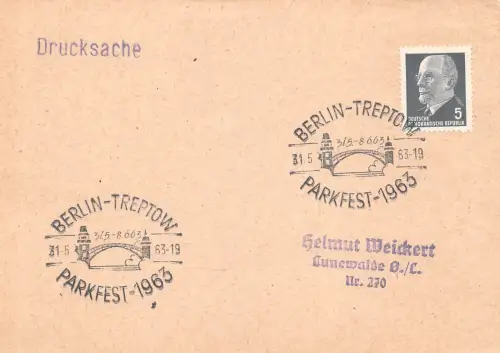 Drucksache
5
DEUTSCHE
DEMOKRATISCHE REPUBLIK
BERLIN-TREPTOW
31.5.-8.6.63
31.5 63-19
PARKFEST-1963
BERLIN-TREPTOW
31.5.-8.6.63
31-5 63-19
PARKFEST-1963
Helmut Weickert
Cunewalde O./L.
Nr. 270